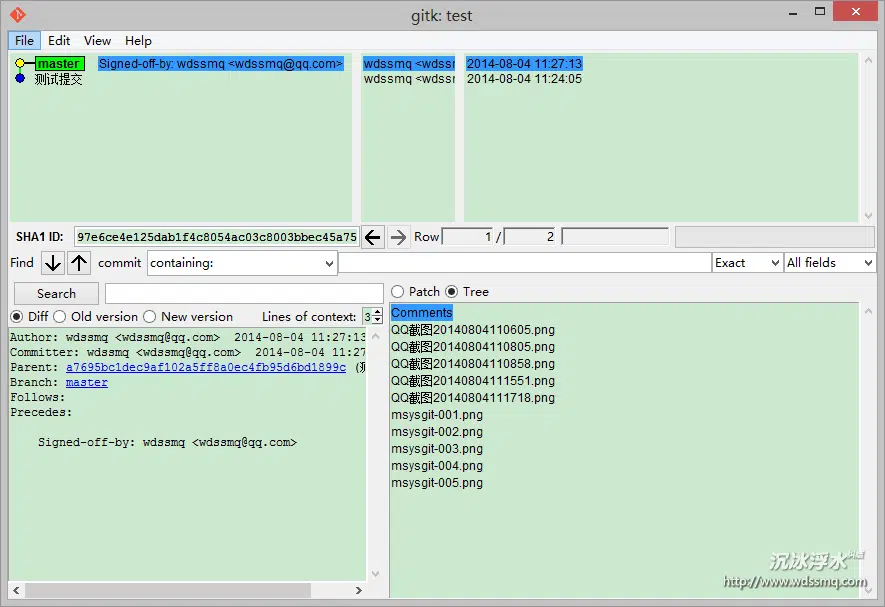 gitk: test
File Edit View Help
master Signed-off-by: wdssmq <wdssmq@qq.com> wdssmq <wdssr 2014-08-04 11:27:13
测试提交 wdssmq <wdssr 2014-08-04 11:24:05
SHA1 ID: 97e6ce4e125dab1f4c8054ac03c8003bbec45a75 Row 1 / 2
Find commit containing: Exact All fields
Search
Patch Tree
Diff Old version New version Lines of context: 3
Author: wdssmq <wdssmq@qq.com> 2014-08-04 11:27:13
Committer: wdssmq <wdssmq@qq.com> 2014-08-04 11:27
Parent: a7695bc1dec9af102a5ff8a0ec4fb95d6bd1899c (
Branch: master
Follows:
Precedes:
Signed-off-by: wdssmq <wdssmq@qq.com>
Comments
QQ截图20140804110605.png
QQ截图20140804110805.png
QQ截图20140804110858.png
QQ截图20140804111551.png
QQ截图20140804111718.png
msysgit-001.png
msysgit-002.png
msysgit-003.png
msysgit-004.png
msysgit-005.png
沉冰浮水
http://www.wdssmq.com